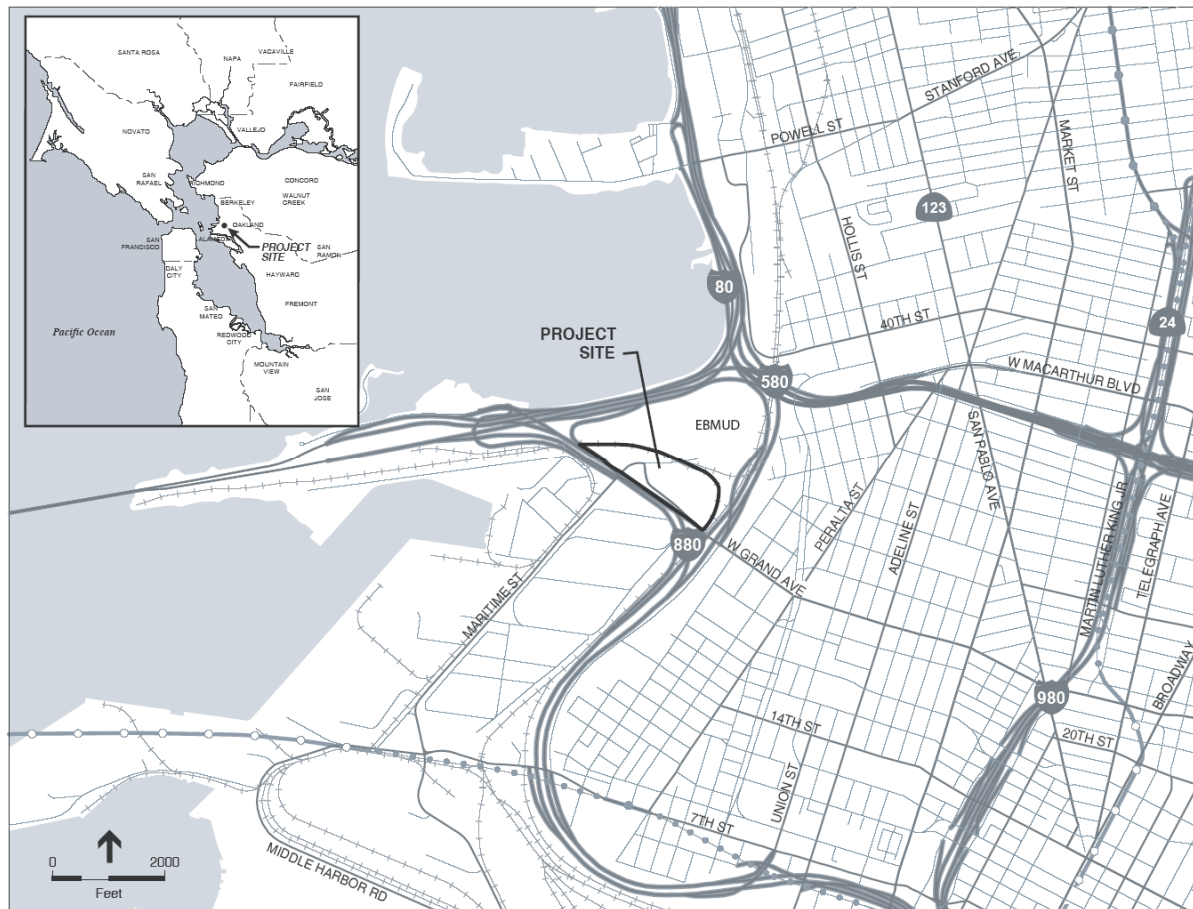 SANTA ROSA
NAPA
VACAVILLE
FAIRFIELD
NOVATO
VALLEJO
SAN
RAFAEL
RICHMOND
CONCORD
WALNUT
CREEK
BERKELEY
OAKLAND
ALAMEDA
SAN
FRANCISCO
PROJECT
SITE
SAN
RAMON
DALY
CITY
HAYWARD
SAN
MATEO
FREMONT
REDWOOD
CITY
Pacific Ocean
MOUNTAIN
VIEW
SAN
JOSE
STANFORD AVE
POWELL ST
MARKET ST
123
HOLLIS ST
80
24
40TH ST
PROJECT
SITE
580
W MACARTHUR BLVD
EBMUD
SAN PABLO AVE
PERALTA ST
ADELINE ST
MARTIN LUTHER KING JR
TELEGRAPH AVE
880
W GRAND AVE
MARITIME ST
BROADWAY
980
14TH ST
20TH ST
UNION ST
7TH ST
MIDDLE HARBOR RD
0 2000
Feet